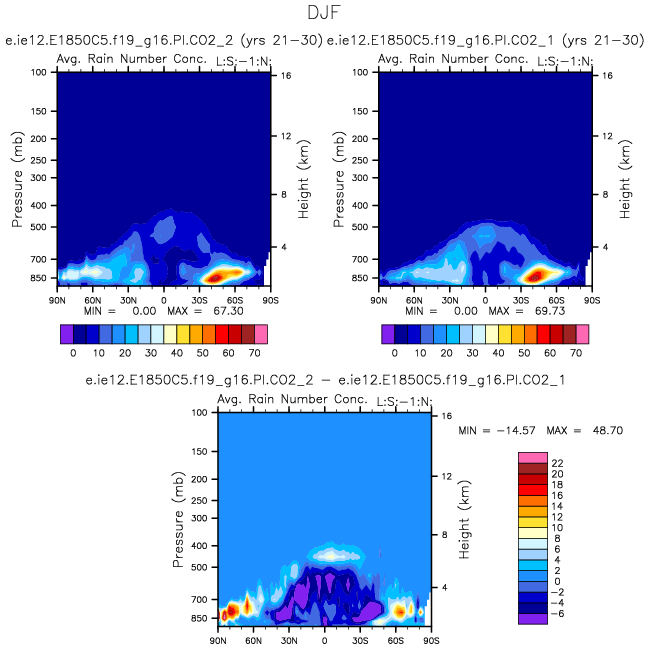 DJF
e.ie12.E1850C5.f19_g16.PI.CO2_2 (yrs 21-30) e.ie12.E1850C5.f19_g16.PI.CO2_1 (yrs 21-30)
Avg. Rain Number Conc. L:S:-1:N:
Pressure (mb)
100
150
200
250
300
400
500
700
850
16
12
8
4
Height (km)
90N 60N 30N 0 30S 60S 90S
MIN = 0.00 MAX = 67.30
0 10 20 30 40 50 60 70
Avg. Rain Number Conc. L:S:-1:N:
Pressure (mb)
100
150
200
250
300
400
500
700
850
16
12
8
4
Height (km)
90N 60N 30N 0 30S 60S 90S
MIN = 0.00 MAX = 69.73
0 10 20 30 40 50 60 70
e.ie12.E1850C5.f19_g16.PI.CO2_2 - e.ie12.E1850C5.f19_g16.PI.CO2_1
Avg. Rain Number Conc. L:S:-1:N:
Pressure (mb)
100
150
200
250
300
400
500
700
850
16
12
8
4
Height (km)
90N 60N 30N 0 30S 60S 90S
MIN = -14.57 MAX = 48.70
22
20
18
16
14
12
10
8
6
4
2
0
-2
-4
-6